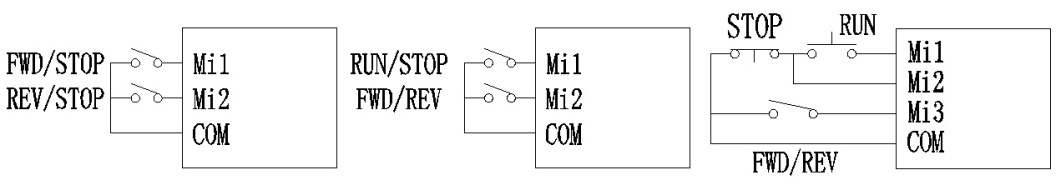 FWD/STOP
REV/STOP
Mi1
Mi2
COM
RUN/STOP
FWD/REV
Mi1
Mi2
COM
STOP
RUN
Mi1
Mi2
Mi3
COM
FWD/REV